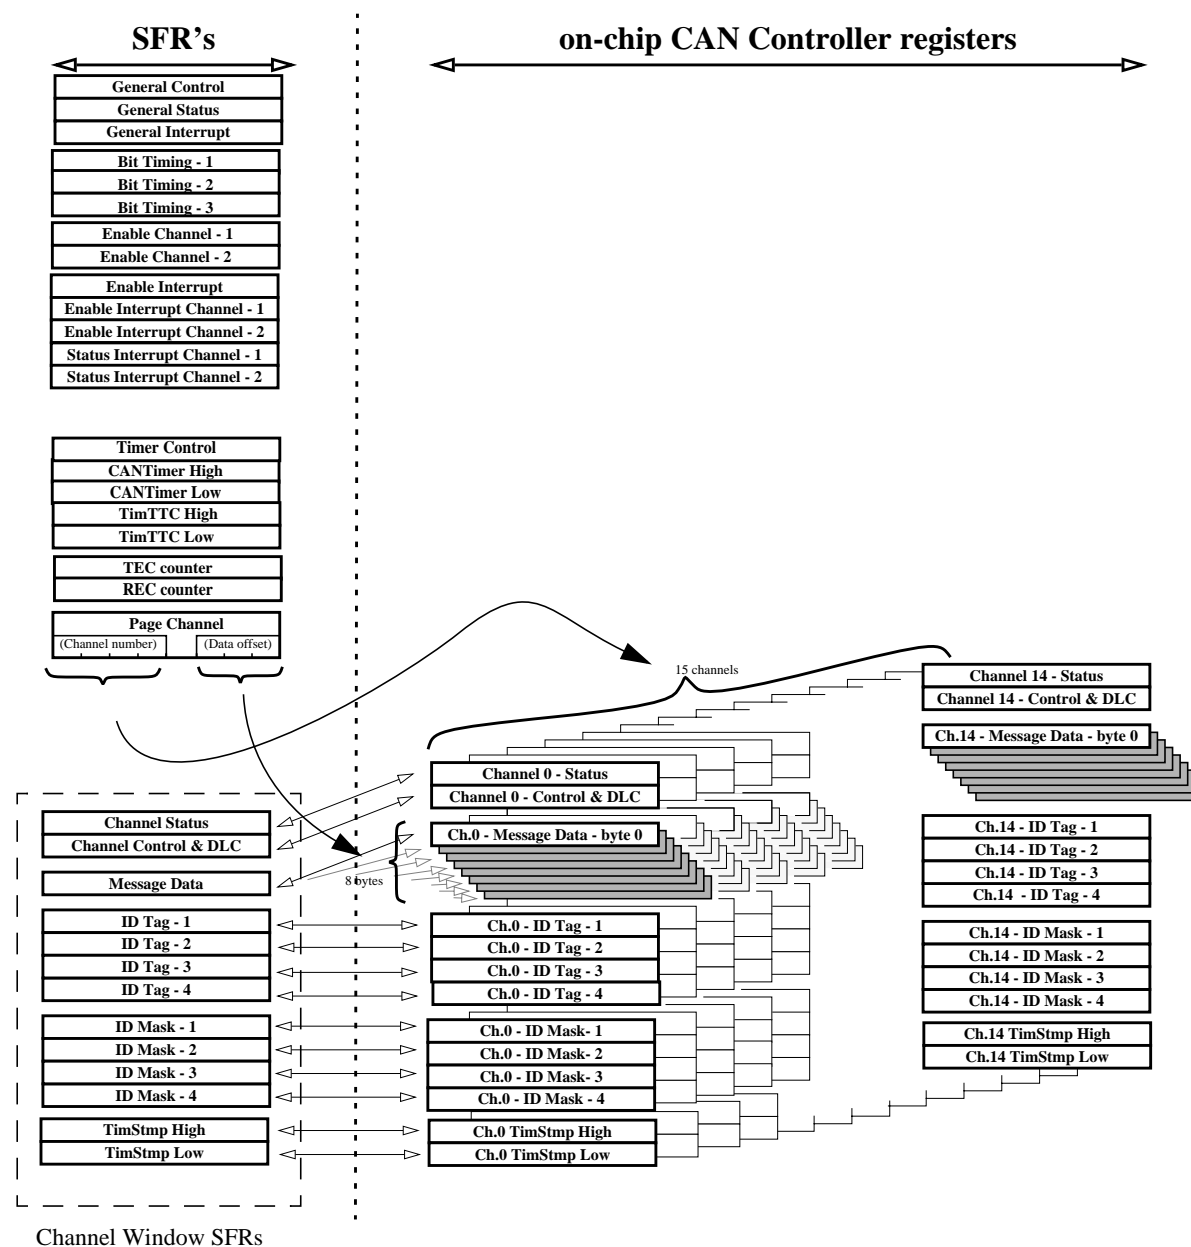 SFR's
on-chip CAN Controller registers
General Control
General Status
General Interrupt
Bit Timing - 1
Bit Timing - 2
Bit Timing - 3
Enable Channel - 1
Enable Channel - 2
Enable Interrupt
Enable Interrupt Channel - 1
Enable Interrupt Channel - 2
Status Interrupt Channel - 1
Status Interrupt Channel - 2
Timer Control
CANTimer High
CANTimer Low
TimTTC High
TimTTC Low
TEC counter
REC counter
Page Channel
(Channel number)
(Data offset)
15 channels
Channel Status
Channel Control & DLC
Message Data
ID Tag - 1
ID Tag - 2
ID Tag - 3
ID Tag - 4
ID Mask - 1
ID Mask - 2
ID Mask - 3
ID Mask - 4
TimStmp High
TimStmp Low
Channel Window SFRs
8 bytes
Channel 0 - Status
Channel 0 - Control & DLC
Ch.0 - Message Data - byte 0
Ch.0 - ID Tag - 1
Ch.0 - ID Tag - 2
Ch.0 - ID Tag - 3
Ch.0 - ID Tag - 4
Ch.0 - ID Mask- 1
Ch.0 - ID Mask- 2
Ch.0 - ID Mask- 3
Ch.0 - ID Mask - 4
Ch.0 TimStmp High
Ch.0 TimStmp Low
Channel 14 - Status
Channel 14 - Control & DLC
Ch.14 - Message Data - byte 0
Ch.14 - ID Tag - 1
Ch.14 - ID Tag - 2
Ch.14 - ID Tag - 3
Ch.14 - ID Tag - 4
Ch.14 - ID Mask - 1
Ch.14 - ID Mask - 2
Ch.14 - ID Mask - 3
Ch.14 - ID Mask - 4
Ch.14 TimStmp High
Ch.14 TimStmp Low